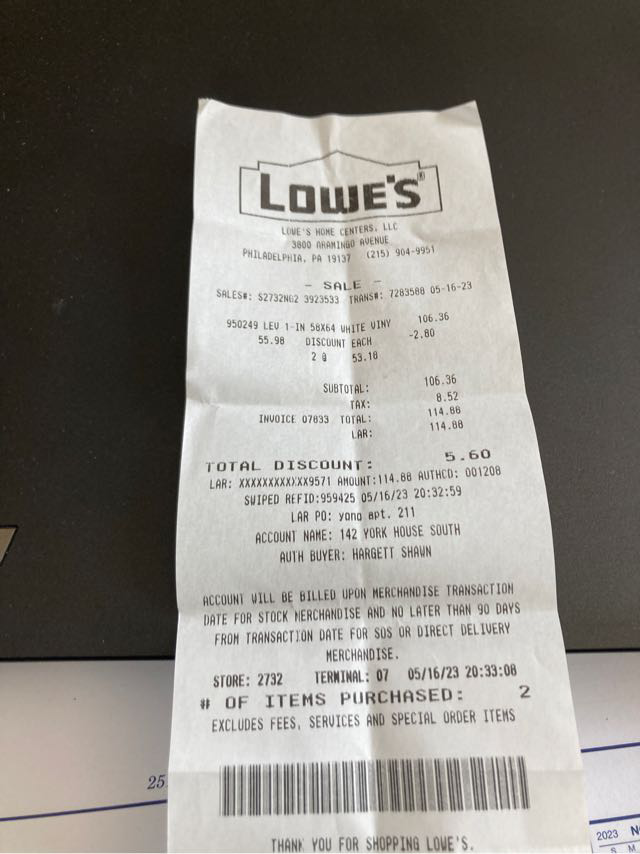 LOWE'S®
LOWE'S HOME CENTERS, LLC
3800 ARAMINGO AVENUE
PHILADELPHIA, PA 19137 (215) 904-9951
- SALE -
SALES#: S2732NG2 3923533 TRANS#: 7283588 05-16-23
950249 LEV 1-IN 58X64 WHITE VINY 106.36
55.98 DISCOUNT EACH -2.80
2 @ 53.18
SUBTOTAL: 106.36
TAX: 8.52
INVOICE 07833 TOTAL: 114.88
LAR: 114.88
TOTAL DISCOUNT: 5.60
LAR: XXXXXXXXXXXX9571 AMOUNT:114.88 AUTHCD: 001208
SWIPED REFID:959425 05/16/23 20:32:59
LAR PO: yono apt. 211
ACCOUNT NAME: 142 YORK HOUSE SOUTH
AUTH BUYER: HARGETT SHAWN
ACCOUNT WILL BE BILLED UPON MERCHANDISE TRANSACTION
DATE FOR STOCK MERCHANDISE AND NO LATER THAN 90 DAYS
FROM TRANSACTION DATE FOR SOS OR DIRECT DELIVERY
MERCHANDISE.
STORE: 2732 TERMINAL: 07 05/16/23 20:33:08
# OF ITEMS PURCHASED: 2
EXCLUDES FEES, SERVICES AND SPECIAL ORDER ITEMS
25
THANK YOU FOR SHOPPING LOWE'S.
2023
S M